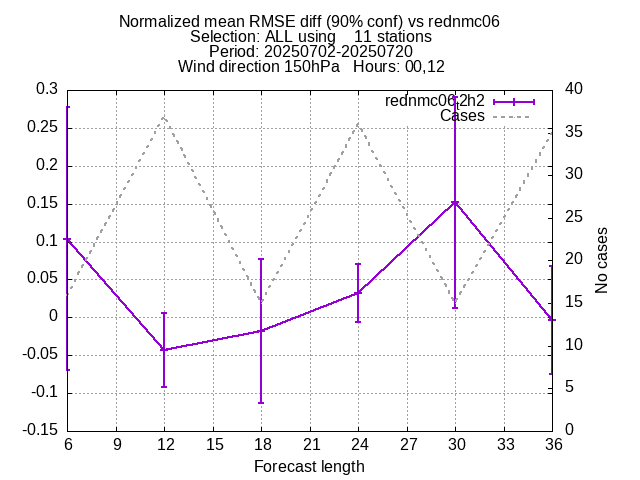 Normalized mean RMSE diff (90% conf) vs rednmc06
Selection: ALL using    11 stations
Period: 20250702-20250720
Wind direction 150hPa   Hours: 00,12
rednmc06,2h2
Cases
0.3
0.25
0.2
0.15
0.1
0.05
0
-0.05
-0.1
-0.15
40
35
30
25
20
15
10
5
0
No cases
6 9 12 15 18 21 24 27 30 33 36
Forecast length